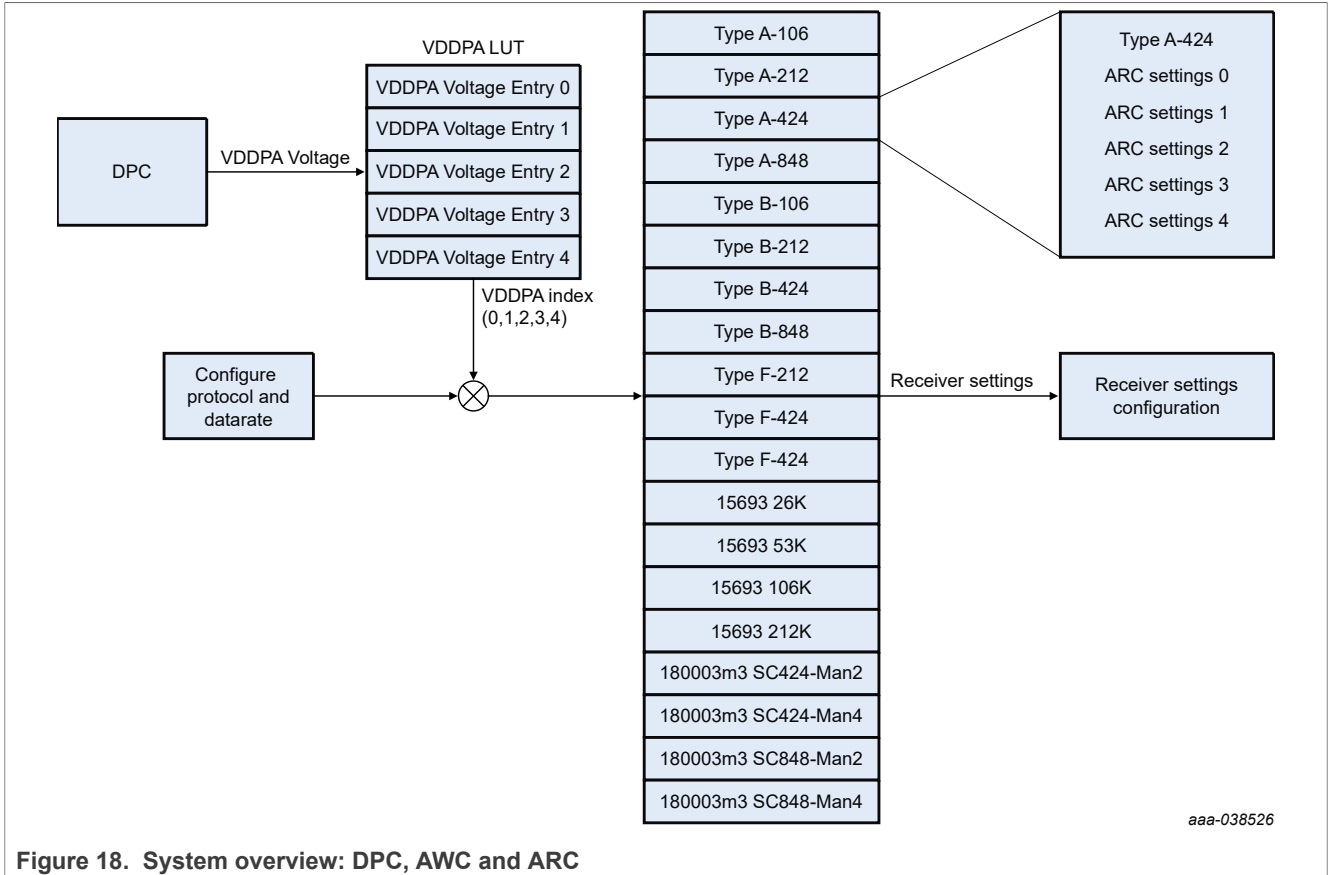 DPC
VDDPA Voltage
VDDPA LUT
VDDPA Voltage Entry 0
VDDPA Voltage Entry 1
VDDPA Voltage Entry 2
VDDPA Voltage Entry 3
VDDPA Voltage Entry 4
VDDPA index
(0,1,2,3,4)
Configure
protocol and
datarate
Type A-106
Type A-212
Type A-424
Type A-848
Type B-106
Type B-212
Type B-424
Type B-848
Type F-212
Type F-424
Type F-424
15693 26K
15693 53K
15693 106K
15693 212K
180003m3 SC424-Man2
180003m3 SC424-Man4
180003m3 SC848-Man2
180003m3 SC848-Man4
Type A-424
ARC settings 0
ARC settings 1
ARC settings 2
ARC settings 3
ARC settings 4
Receiver settings
Receiver settings
configuration
aaa-038526
Figure 18. System overview: DPC, AWC and ARC